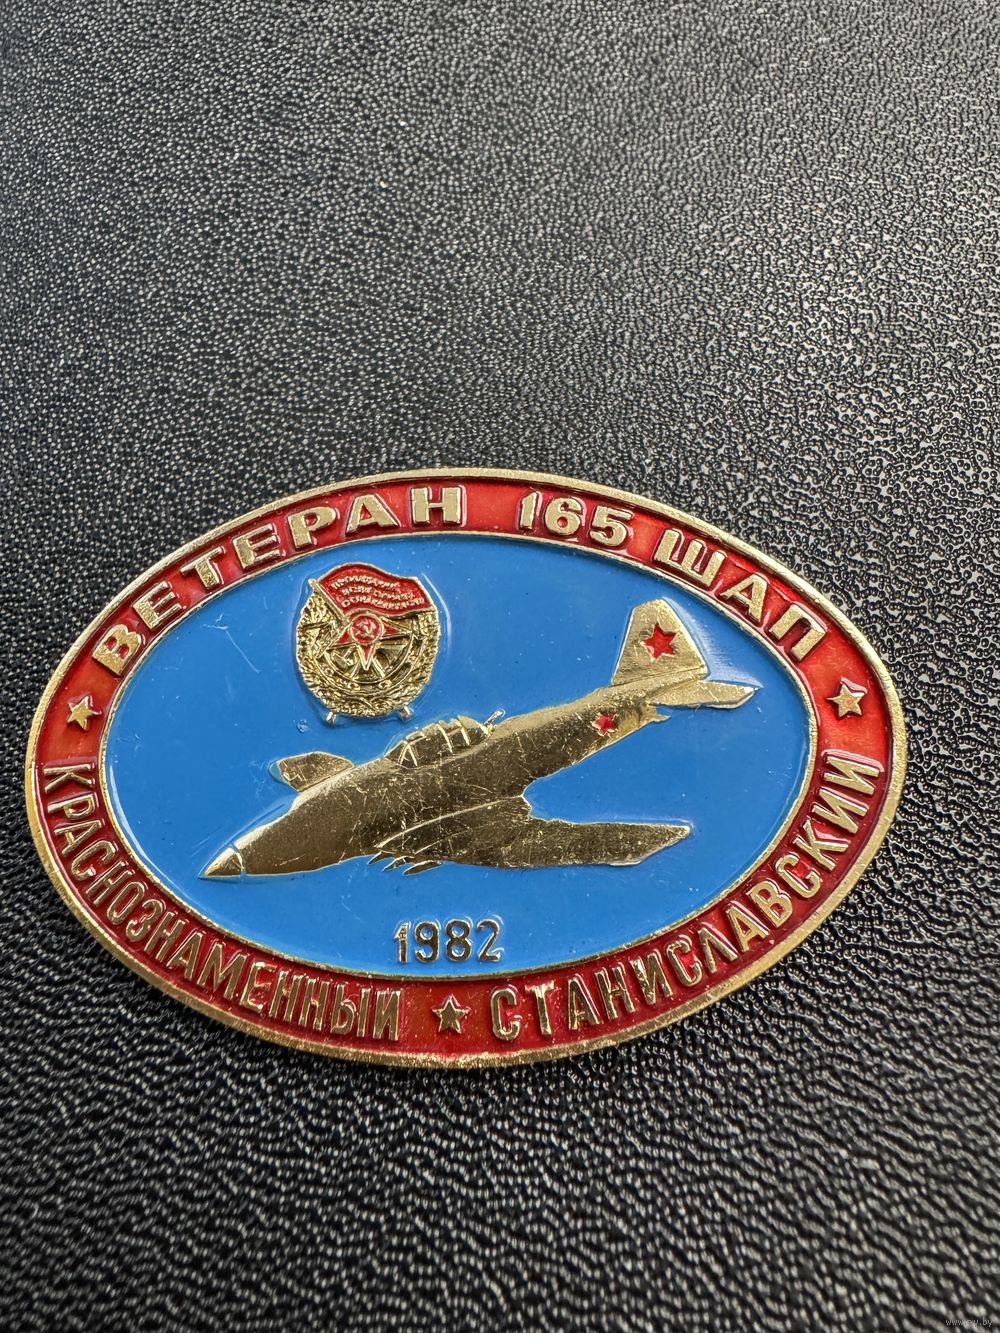 ВЕТЕРАН 165 ШАП
КРАСНОЗНАМЕННЫЙ СТАНИСЛАВСКИЙ
1982